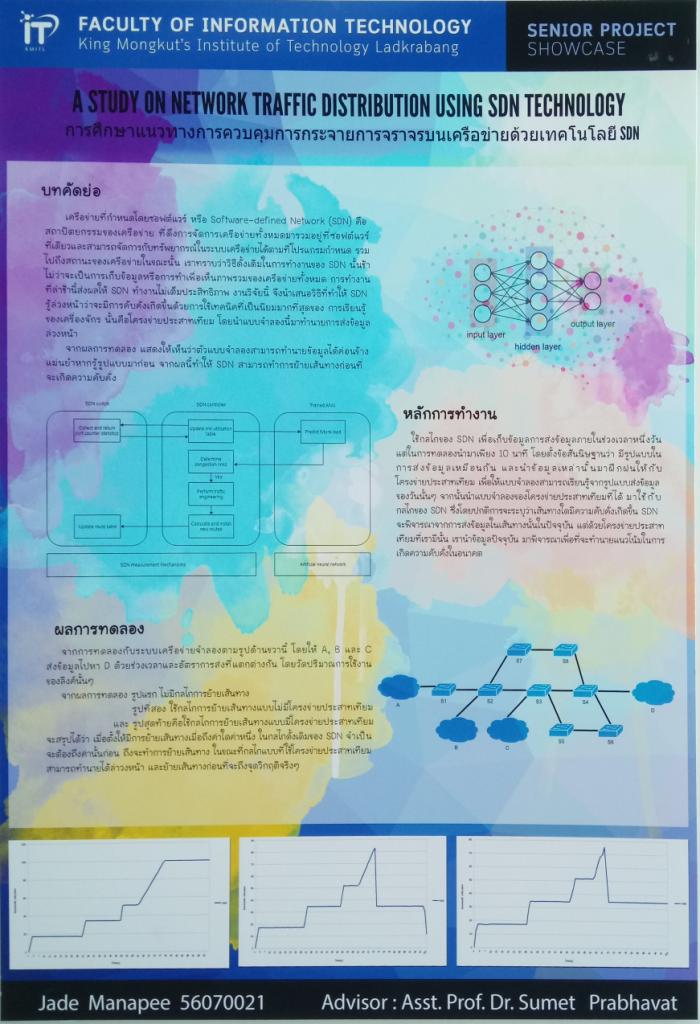 iT
KMITL
FACULTY OF INFORMATION TECHNOLOGY
King Mongkut's Institute of Technology Ladkrabang
SENIOR PROJECT
SHOWCASE
A STUDY ON NETWORK TRAFFIC DISTRIBUTION USING SDN TECHNOLOGY
การศึกษาแนวทางการควบคุมการกระจายการจราจรบนเครือข่ายด้วยเทคโนโลยี SDN
บทคัดย่อ
เครือข่ายที่กำหนดโดยซอฟต์แวร์ หรือ Software-defined Network (SDN) คือ
สถาปัตยกรรมของเครือข่าย ที่ดึงการจัดการเครือข่ายทั้งหมดมารวมอยู่ที่ซอฟต์แวร์
ที่เดียวและสามารถจัดการกับทรัพยากรณ์ในระบบเครือข่ายได้ตามที่โปรแกรมกำหนด รวม
ไปถึงสถานะของเครือข่ายในขณะนั้น เราทราบว่าวิธีดั้งเดิมในการทำงานของ SDN นั้นช้า
ไม่ว่าจะเป็นการเก็บข้อมูลหรือการทำเพื่อเห็นภาพรวมของเครือข่ายทั้งหมด การทำงาน
ที่ล่าช้านี้ส่งผลให้ SDN ทำงานไม่เต็มประสิทธิภาพ งานวิจัยนี้ จึงนำเสนอวิธีที่ทำให้ SDN
รู้ล่วงหน้าว่าจะมีการคับคั่งเกิดขึ้นด้วยการใช้เทคนิคที่เป็นนิยมมากที่สุดของ การเรียนรู้
ของเครื่องจักร นั่นคือโครงข่ายประสาทเทียม โดยนำแบบจำลองนี้มาทำนายการส่งข้อมูล
ล่วงหน้า
จากผลการทดลอง แสดงให้เห็นว่าตัวแบบจำลองสามารถทำนายข้อมูลได้ค่อนข้าง
แม่นยำหากรู้รูปแบบมาก่อน จากผลนี้ทำให้ SDN สามารถทำการย้ายเส้นทางก่อนที่
จะเกิดความคับคั่ง
input layer
hidden layer
output layer
SDN switch
SDN controller
Trained ANN
Collect and return
port counter statistics
Update link utilization
table
Predict future load
Determine
congestion links
Yes
Perform traffic
engineering
Update route table
Calculate and install
new routes
SDN measurement mechanisms
Artificial neural network
หลักการทำงาน
ใช้กลไกของ SDN เพื่อเก็บข้อมูลการส่งข้อมูลภายในช่วงเวลาหนึ่งวัน
แต่ในการทดลองนำมาเพียง 10 นาที โดยตั้งข้อสันนิษฐานว่า มีรูปแบบใน
การส่งข้อมูลเหมือนกัน และนำข้อมูลเหล่านั้นมาฝึกฝนให้กับ
โครงข่ายประสาทเทียม เพื่อให้แบบจำลองสามารถเรียนรู้จากรูปแบบส่งข้อมูล
ของวันนั้นๆ จากนั้นนำแบบจำลองของโครงข่ายประสาทเทียมที่ได้ มาใช้กับ
กลไกของ SDN ซึ่งโดยปกติการจะระบุว่าเส้นทางใดมีความคับคั่งเกิดขึ้น SDN
จะพิจารณาจากการส่งข้อมูลในเส้นทางนั้นในปัจจุบัน แต่ด้วยโครงข่ายประสาท
เทียมที่เรามีนั้น เรานำข้อมูลปัจจุบัน มาพิจารณาเพื่อที่จะทำนายแนวโน้มในการ
เกิดความคับคั่งในอนาคต
ผลการทดลอง
จากการทดลองกับระบบเครือข่ายจำลองตามรูปด้านขวานี้ โดยให้ A, B และ C
ส่งข้อมูลไปหา D ด้วยช่วงเวลาและอัตราการส่งที่แตกต่างกัน โดยวัดปริมาณการใช้งาน
ของลิงค์นั้นๆ
จากผลการทดลอง รูปแรก ไม่มีกลไกการย้ายเส้นทาง
รูปที่สอง ใช้กลไกการย้ายเส้นทางแบบไม่มีโครงข่ายประสาทเทียม
และ รูปสุดท้ายคือใช้กลไกการย้ายเส้นทางแบบมีโครงข่ายประสาทเทียม
จะสรุปได้ว่า เมื่อตั้งให้มีการย้ายเส้นทางเมื่อถึงค่าใดค่าหนึ่ง ในกลไกดั้งเดิมของ SDN จำเป็น
จะต้องถึงค่านั้นก่อน ถึงจะทำการย้ายเส้นทาง ในขณะที่กลไกแบบที่ใช้โครงข่ายประสาทเทียม
สามารถทำนายได้ล่วงหน้า และย้ายเส้นทางก่อนที่จะถึงจุดวิกฤติจริงๆ
A
S1
S2
S3
S4
D
S7
S8
B
C
S5
S6
Jade Manapee 56070021
Advisor : Asst. Prof. Dr. Sumet Prabhavat